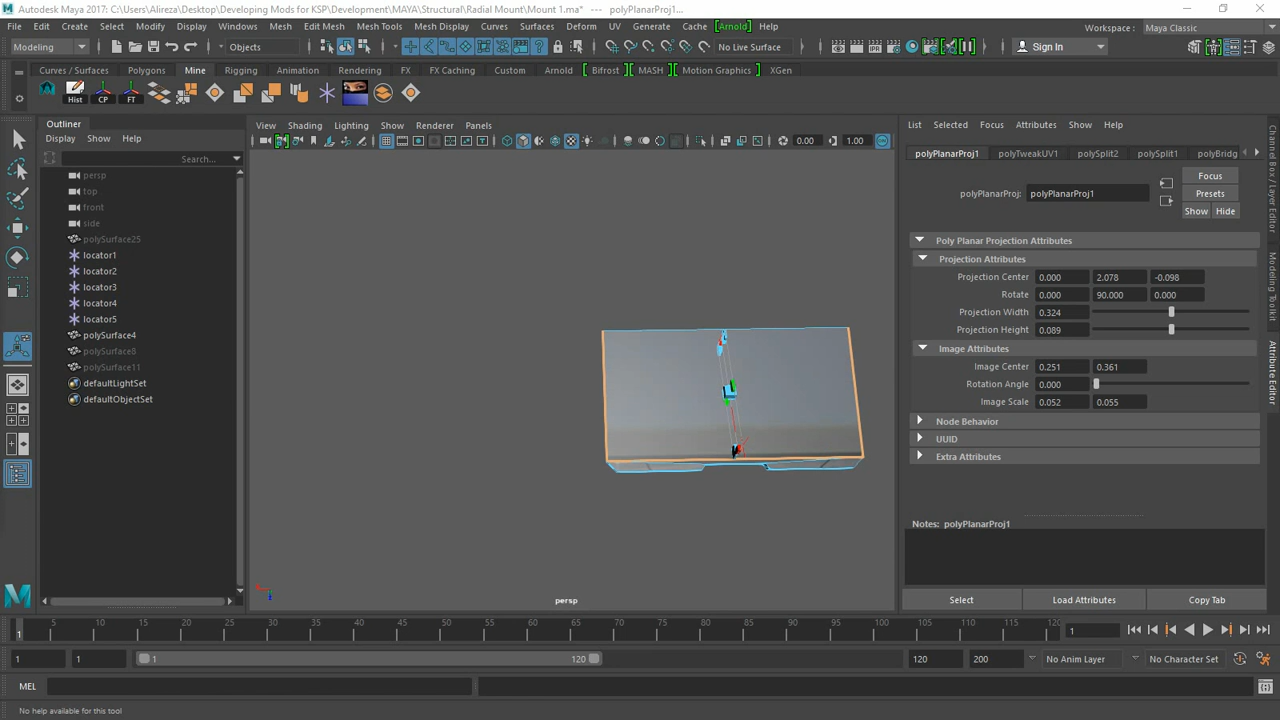 Autodesk Maya 2017: C:\Users\Alireza\Desktop\Developing Mods for KSP\Development\MAYA\Structural\Radial Mount\Mount 1.ma* --- polyPlanarProj1...
File Edit Create Select Modify Display Windows Mesh Edit Mesh Mesh Tools Mesh Display Curves Surfaces Deform UV Generate Cache [Arnold] Help
Workspace : Maya Classic
Modeling Objects No Live Surface Sign In
Curves / Surfaces Polygons Mine Rigging Animation Rendering FX FX Caching Custom Arnold Bifrost MASH Motion Graphics XGen
Hist CP FT
Outliner
Display Show Help
Search...
persp
top
front
side
polySurface25
locator1
locator2
locator3
locator4
locator5
polySurface4
polySurface8
polySurface11
defaultLightSet
defaultObjectSet
View Shading Lighting Show Renderer Panels
0.00 1.00
persp
List Selected Focus Attributes Show Help
polyPlanarProj1 polyTweakUV1 polySplit2 polySplit1 polyBridg
Focus
polyPlanarProj: polyPlanarProj1 Presets
Show Hide
Poly Planar Projection Attributes
Projection Attributes
Projection Center 0.000 2.078 -0.098
Rotate 0.000 90.000 0.000
Projection Width 0.324
Projection Height 0.089
Image Attributes
Image Center 0.251 0.361
Rotation Angle 0.000
Image Scale 0.052 0.055
Node Behavior
UUID
Extra Attributes
Notes: polyPlanarProj1
Select Load Attributes Copy Tab
Channel Box / Layer Editor
Modeling Toolkit
Attribute Editor
1 5 10 15 20 25 30 35 40 45 50 55 60 65 70 75 80 85 90 95 100 105 110 115 120 1
1 1 1 120 120 200 No Anim Layer No Character Set
MEL
No help available for this tool